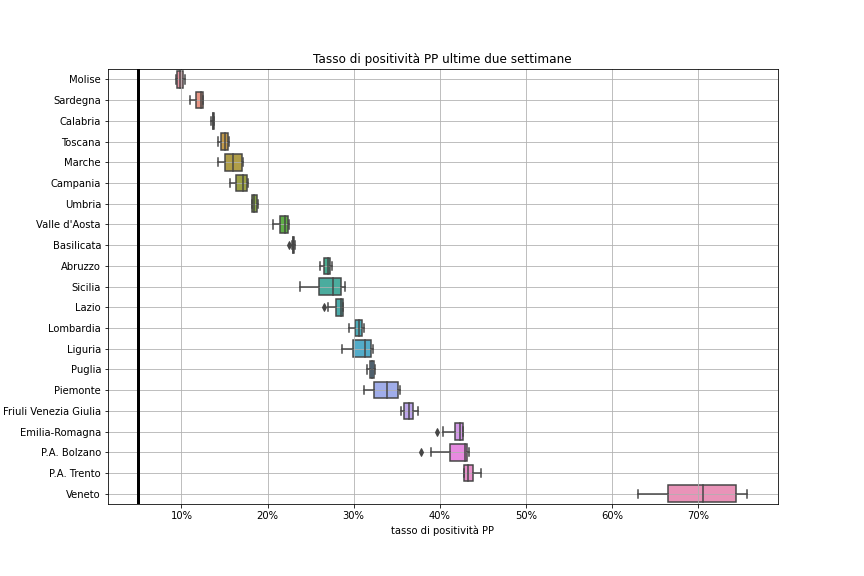 Tasso di positività PP ultime due settimane
Molise
Sardegna
Calabria
Toscana
Marche
Campania
Umbria
Valle d'Aosta
Basilicata
Abruzzo
Sicilia
Lazio
Lombardia
Liguria
Puglia
Piemonte
Friuli Venezia Giulia
Emilia-Romagna
P.A. Bolzano
P.A. Trento
Veneto
10% 20% 30% 40% 50% 60% 70%
tasso di positività PP